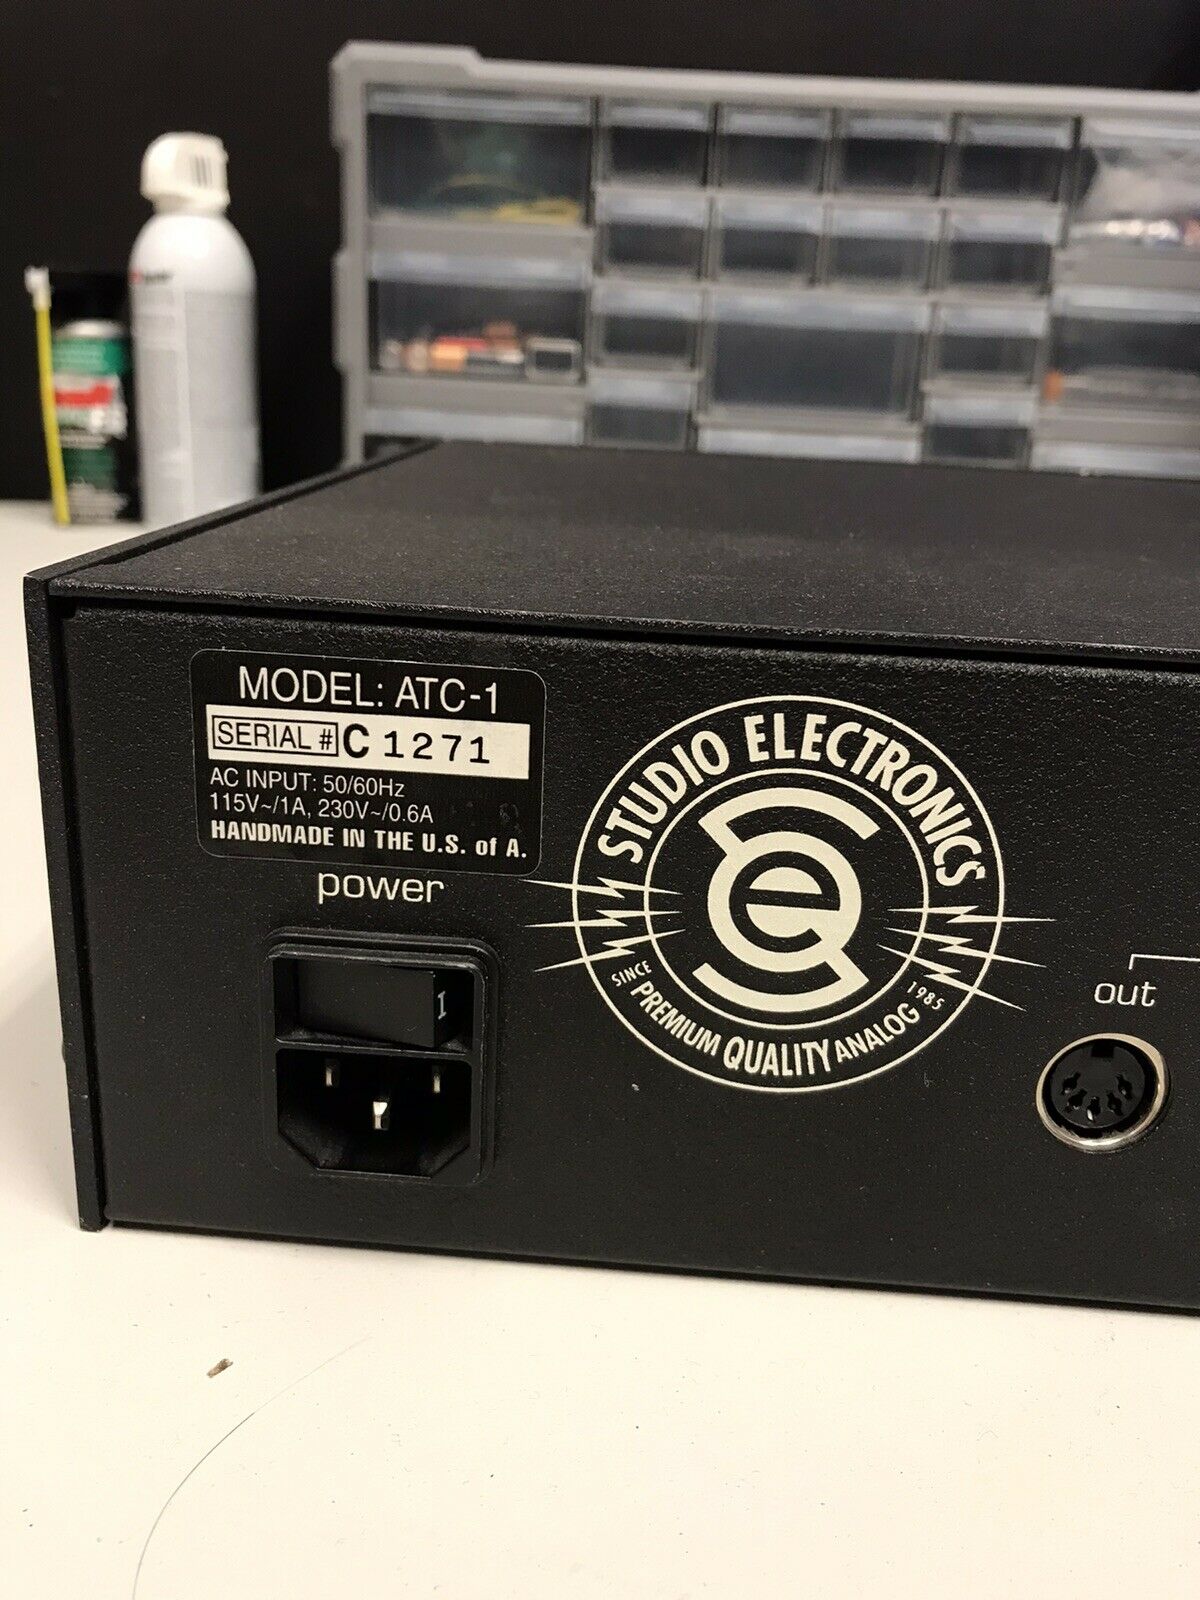 MODEL: ATC-1
SERIAL # C 1271
AC INPUT: 50/60Hz
115V~/1A, 230V~/0.6A
HANDMADE IN THE U.S. of A.
power
I
STUDIO ELECTRONICS
se
SINCE 1985
PREMIUM QUALITY ANALOG
out